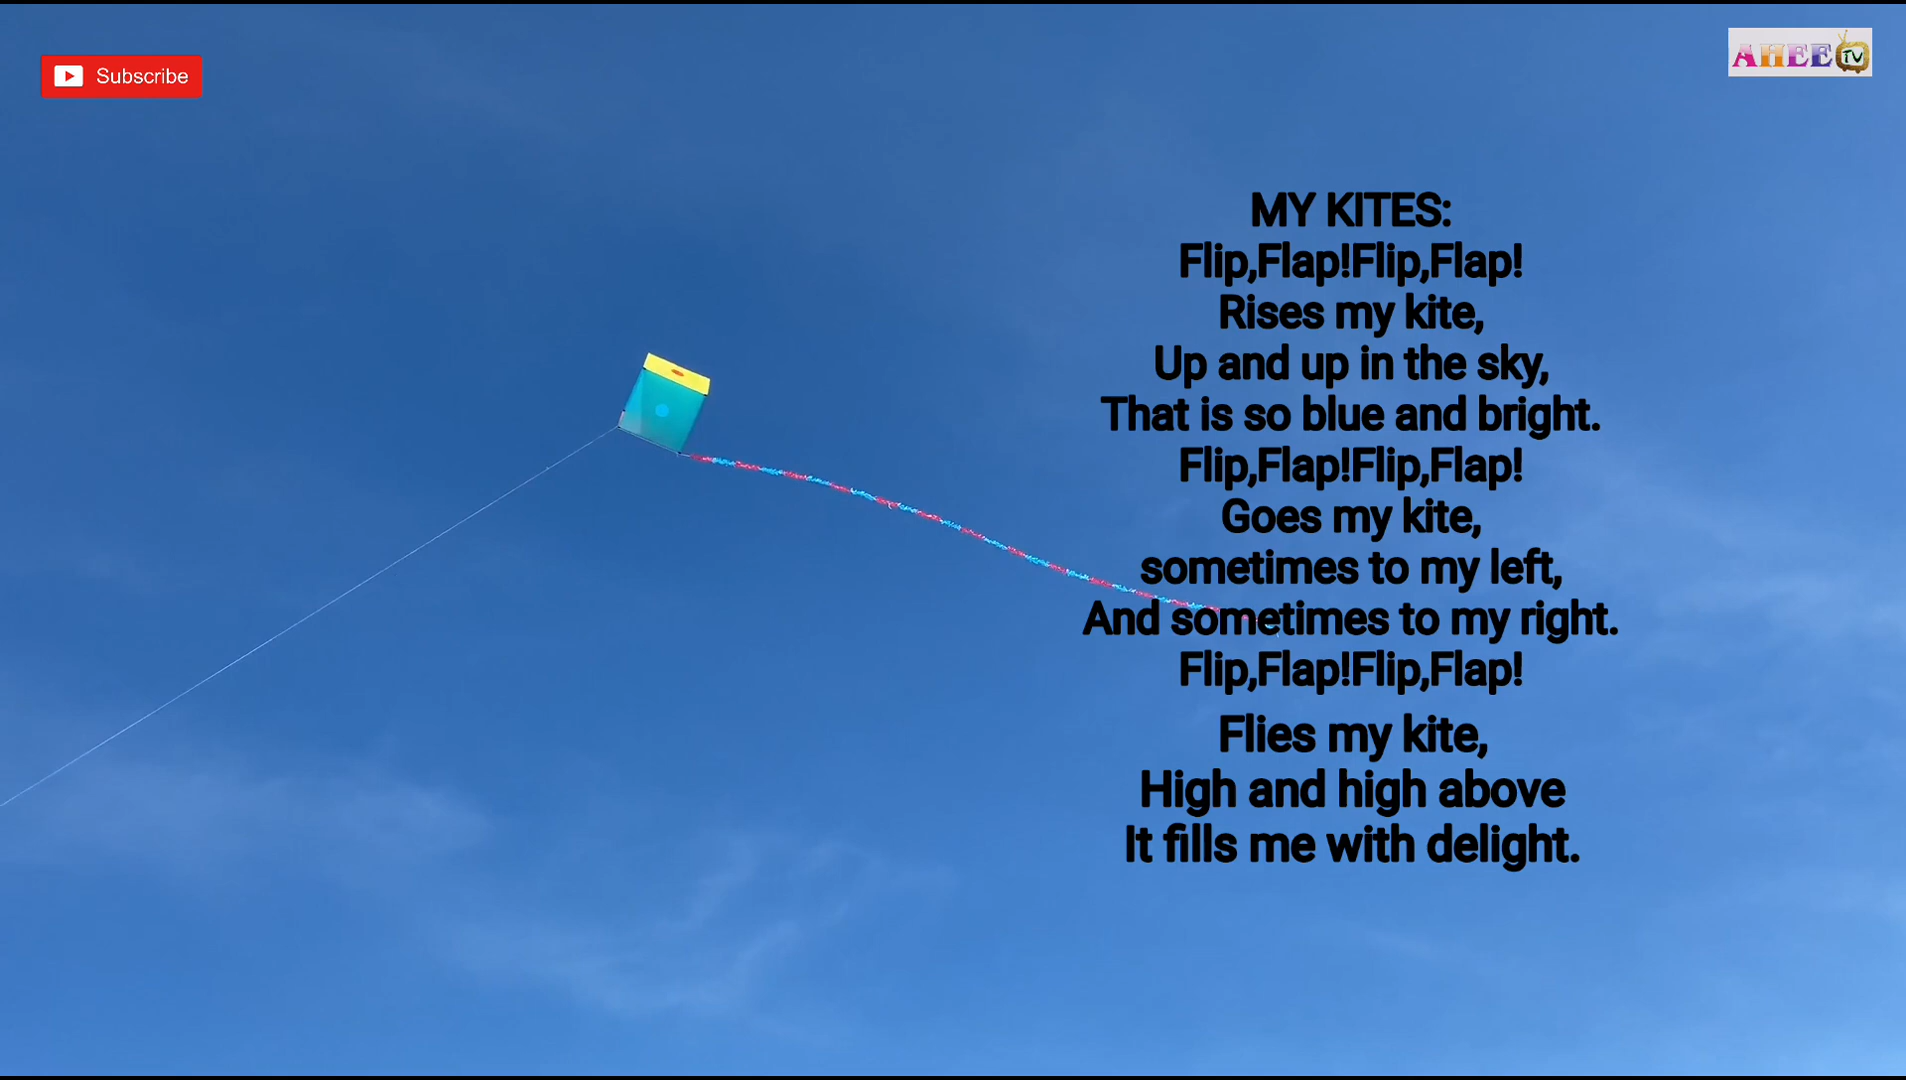 Subscribe
AHEE TV
MY KITES:
Flip,Flap!Flip,Flap!
Rises my kite,
Up and up in the sky,
That is so blue and bright.
Flip,Flap!Flip,Flap!
Goes my kite,
sometimes to my left,
And sometimes to my right.
Flip,Flap!Flip,Flap!
Flies my kite,
High and high above
It fills me with delight.